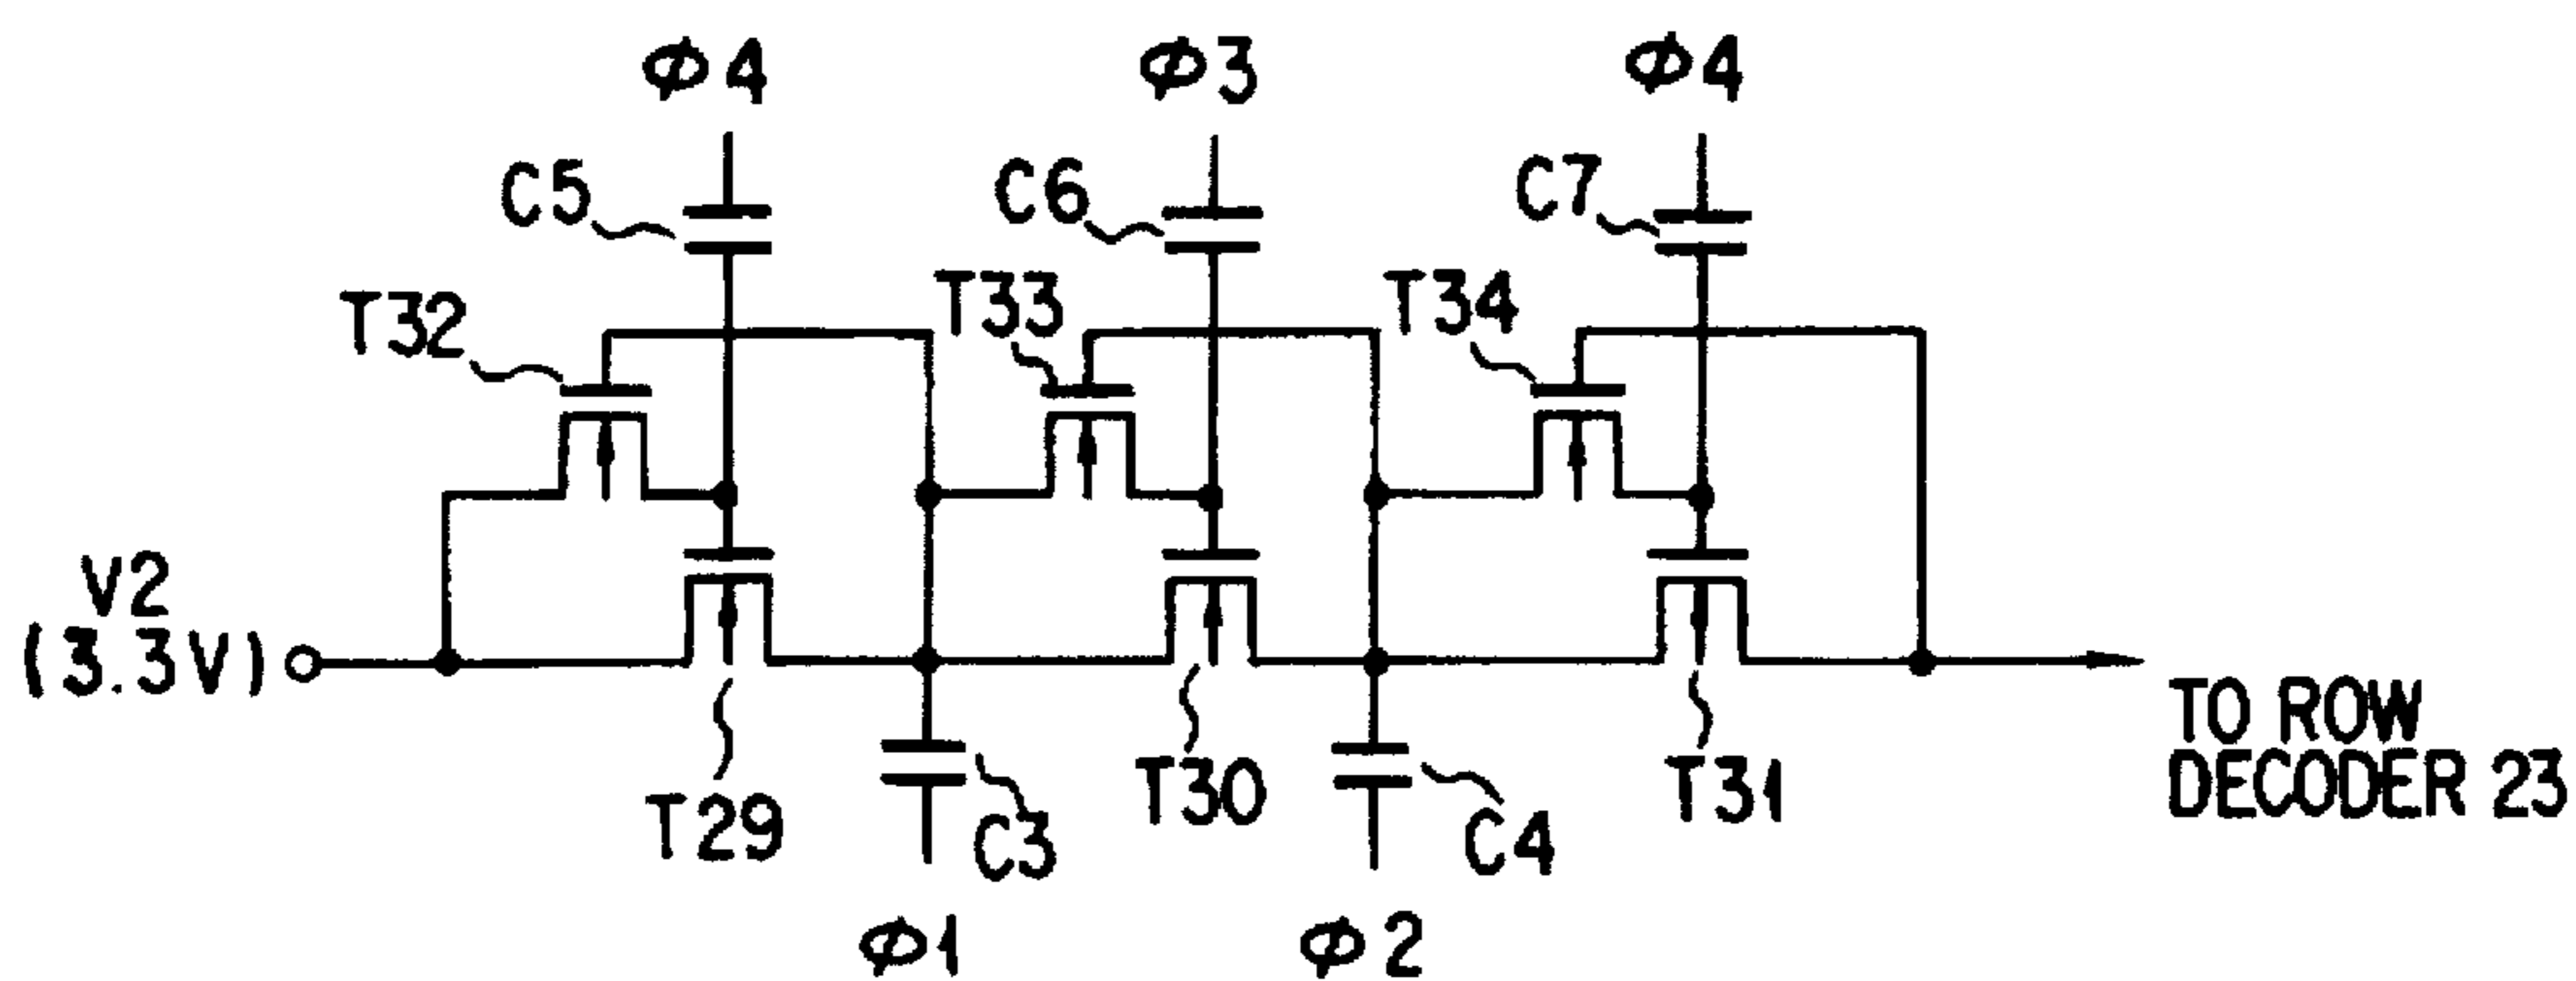 φ4
φ3
φ4
C5
C6
C7
T32
T33
T34
V2
(3.3V)
TO ROW
DECODER 23
T29
C3
T30
C4
T31
φ1
φ2